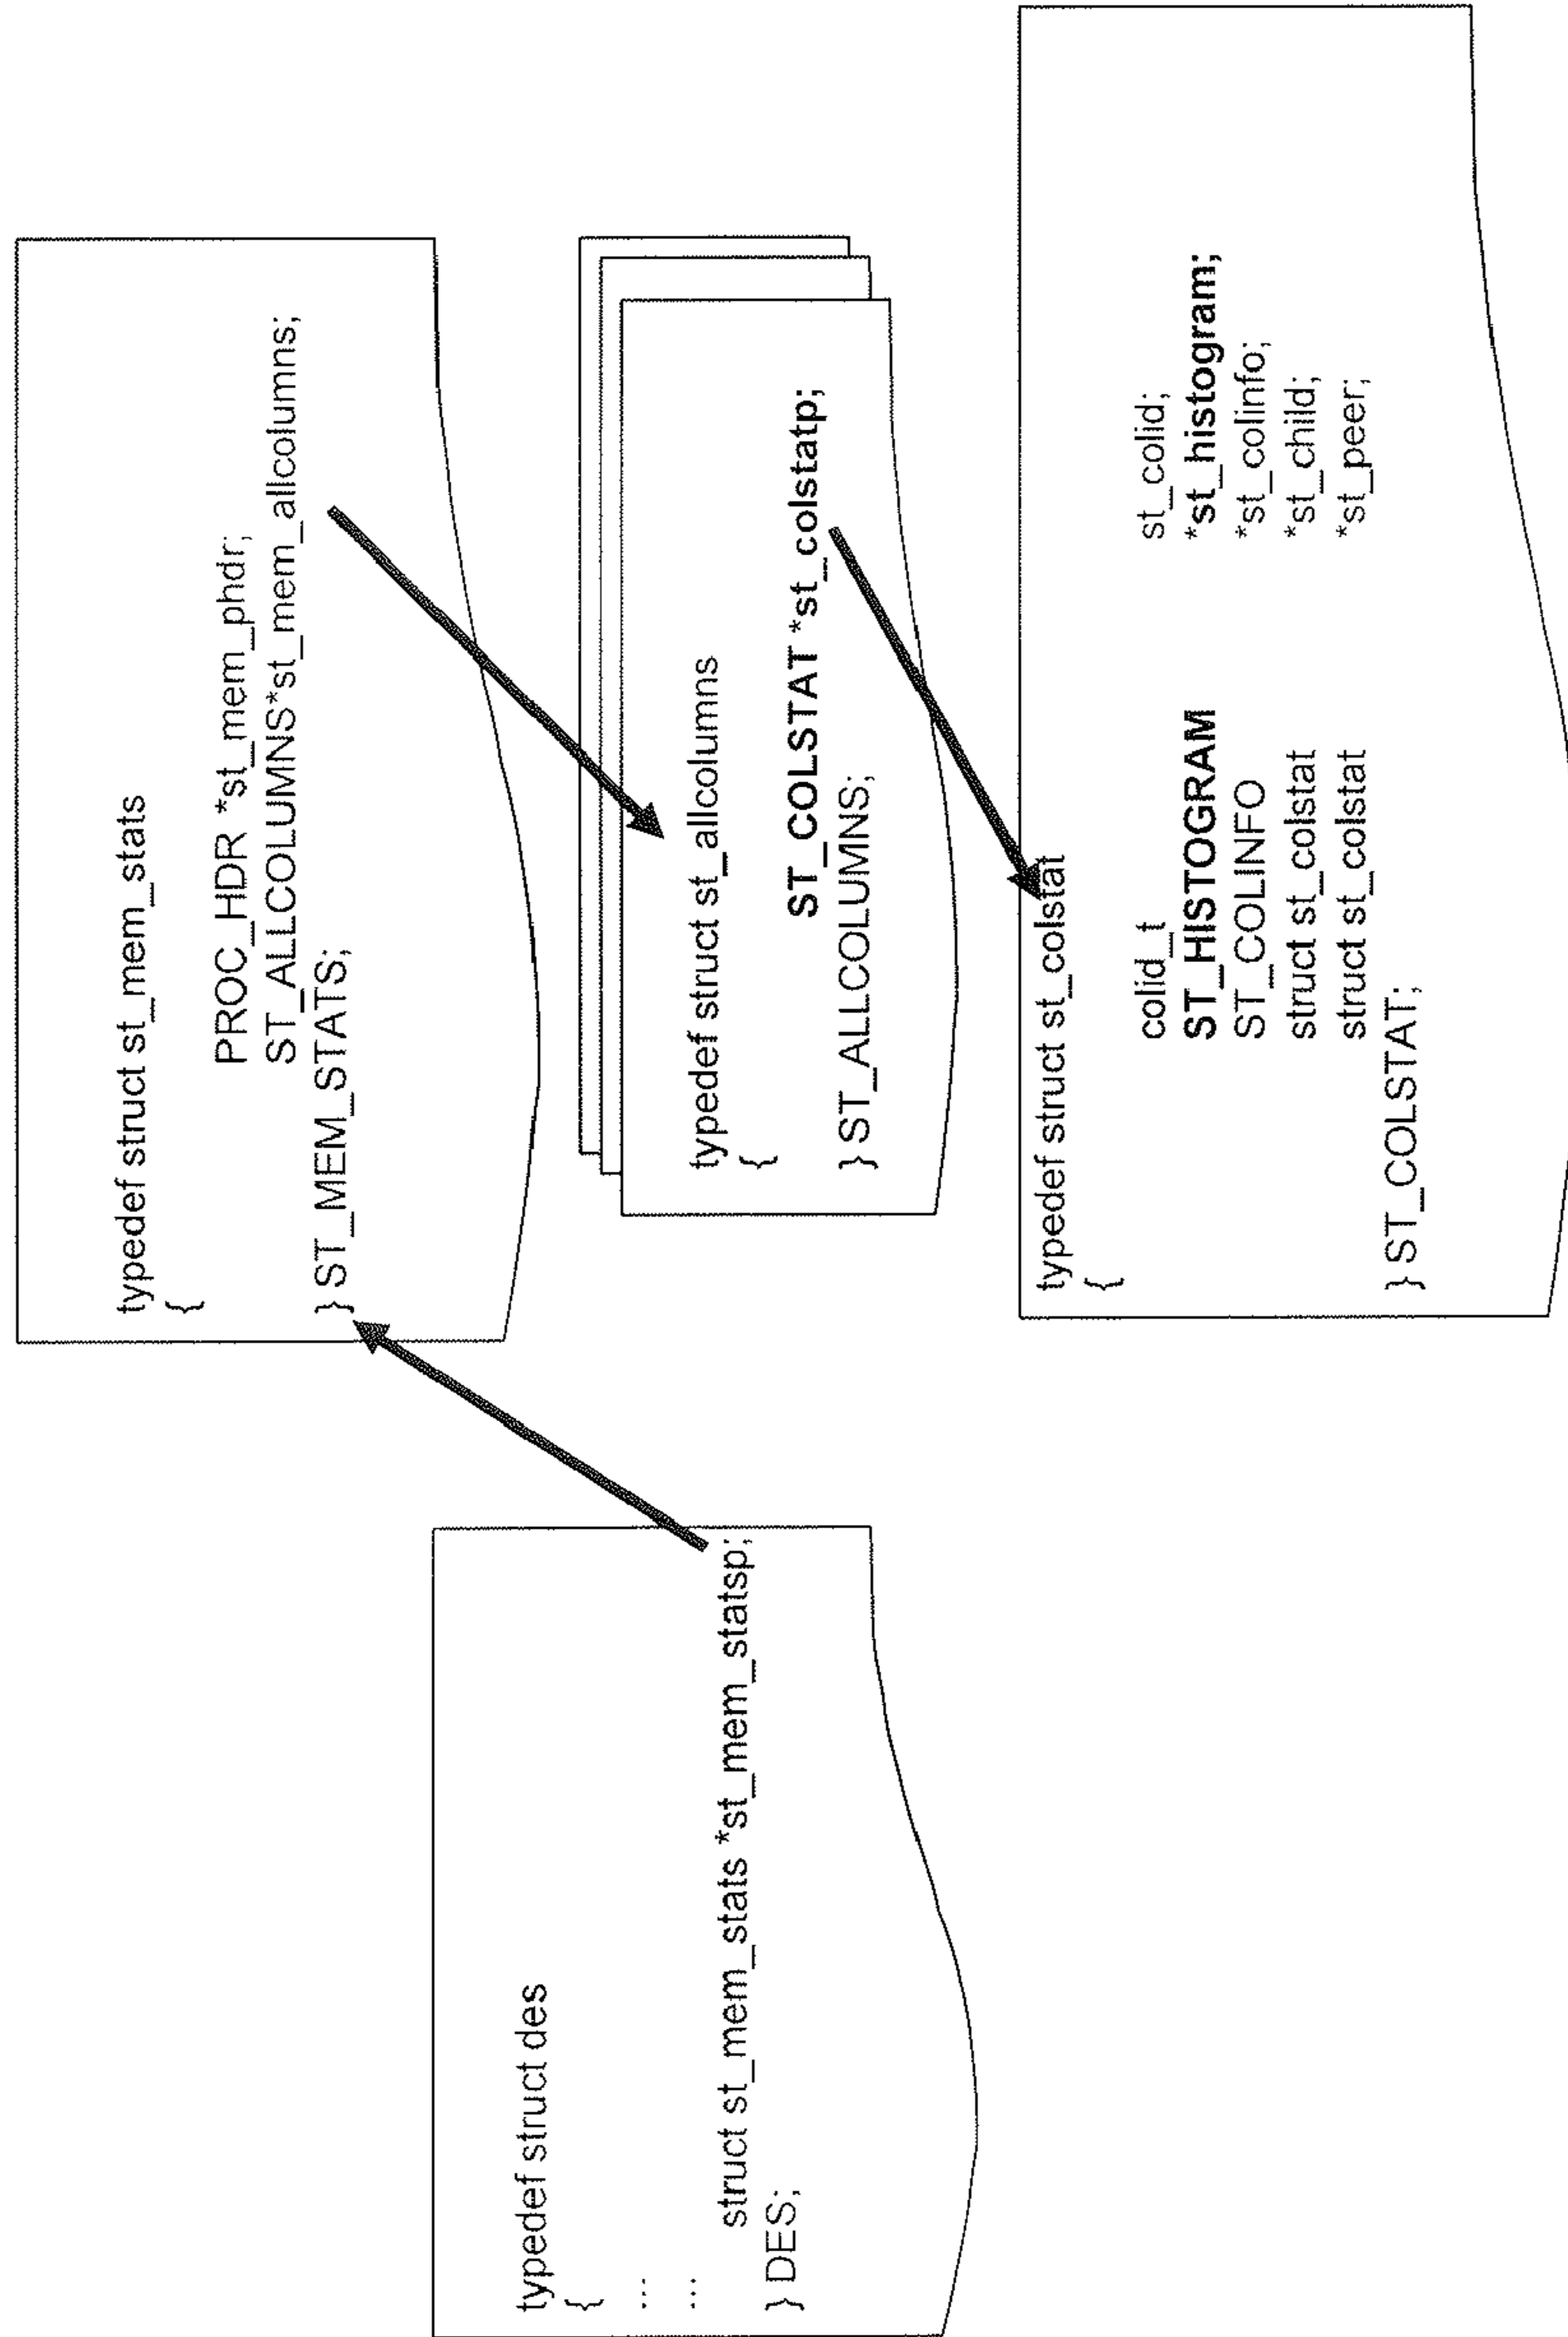 typedef struct des
{
...
...
struct st_mem_stats *st_mem_statsp;
} DES;
typedef struct st_mem_stats
{
PROC_HDR *st_mem_phdr;
ST_ALLCOLUMNS*st_mem_allcolumns;
} ST_MEM_STATS;
typedef struct st_allcolumns
{
ST_COLSTAT *st_colstatp;
} ST_ALLCOLUMNS;
typedef struct st_colstat
{
colid_t st_colid;
ST_HISTOGRAM *st_histogram;
ST_COLINFO *st_colinfo;
struct st_colstat *st_child;
struct st_colstat *st_peer;
} ST_COLSTAT;